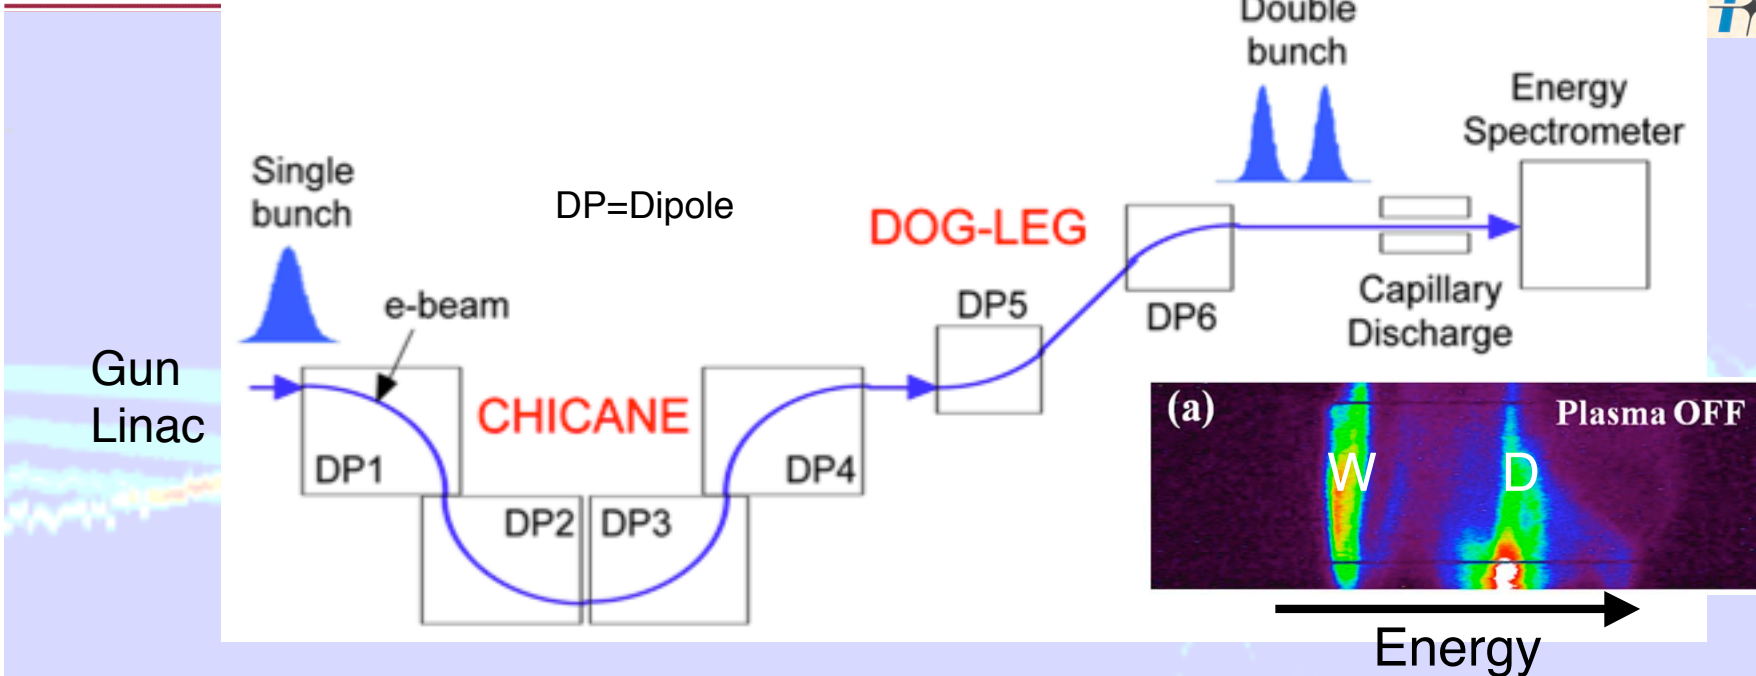 Double
bunch
Energy
Spectrometer
Single
bunch
DP=Dipole
DOG-LEG
e-beam
DP5
DP6
Capillary
Discharge
Gun
Linac
CHICANE
DP1
DP4
DP2
DP3
(a)
Plasma OFF
W
D
Energy